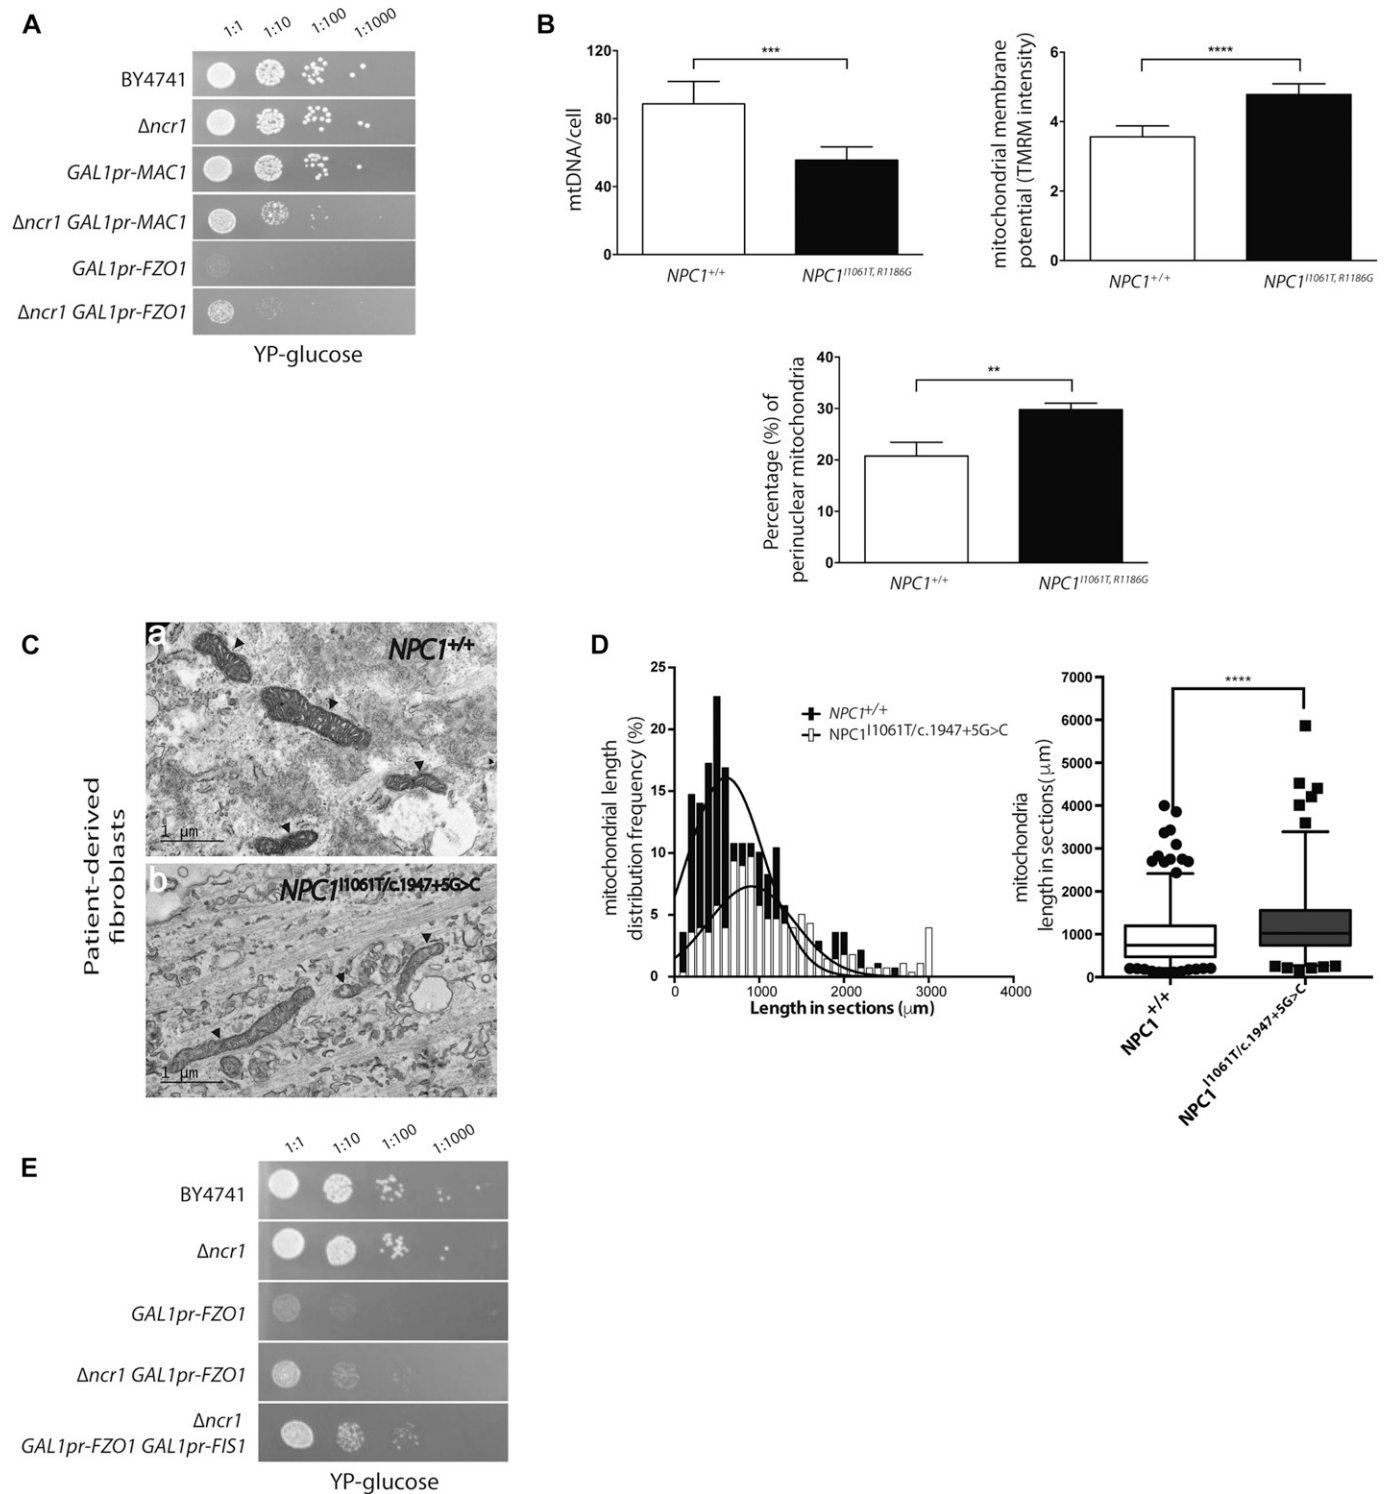 A
1:1 1:10 1:100 1:1000
BY4741
Δncr1
GAL1pr-MAC1
Δncr1 GAL1pr-MAC1
GAL1pr-FZO1
Δncr1 GAL1pr-FZO1
YP-glucose
B
***
120
80
40
0
mtDNA/cell
NPC1+/+
NPC1I1061T, R1186G
****
6
4
2
0
mitochondrial membrane
potential (TMRM intensity)
NPC1+/+
NPC1I1061T, R1186G
**
40
30
20
10
0
Percentage (%) of
perinuclear mitochondria
NPC1+/+
NPC1I1061T, R1186G
C
Patient-derived
fibroblasts
a
NPC1+/+
1 μm
b
NPC1I1061T/c.1947+5G>C
1 μm
D
25
20
15
10
5
0
mitochondrial length
distribution frequency (%)
NPC1+/+
NPC1I1061T/c.1947+5G>C
0 1000 2000 3000 4000
Length in sections (μm)
****
7000
6000
5000
4000
3000
2000
1000
0
mitochondria
length in sections(μm)
NPC1+/+
NPC1I1061T/c.1947+5G>C
E
1:1 1:10 1:100 1:1000
BY4741
Δncr1
GAL1pr-FZO1
Δncr1 GAL1pr-FZO1
Δncr1
GAL1pr-FZO1 GAL1pr-FIS1
YP-glucose